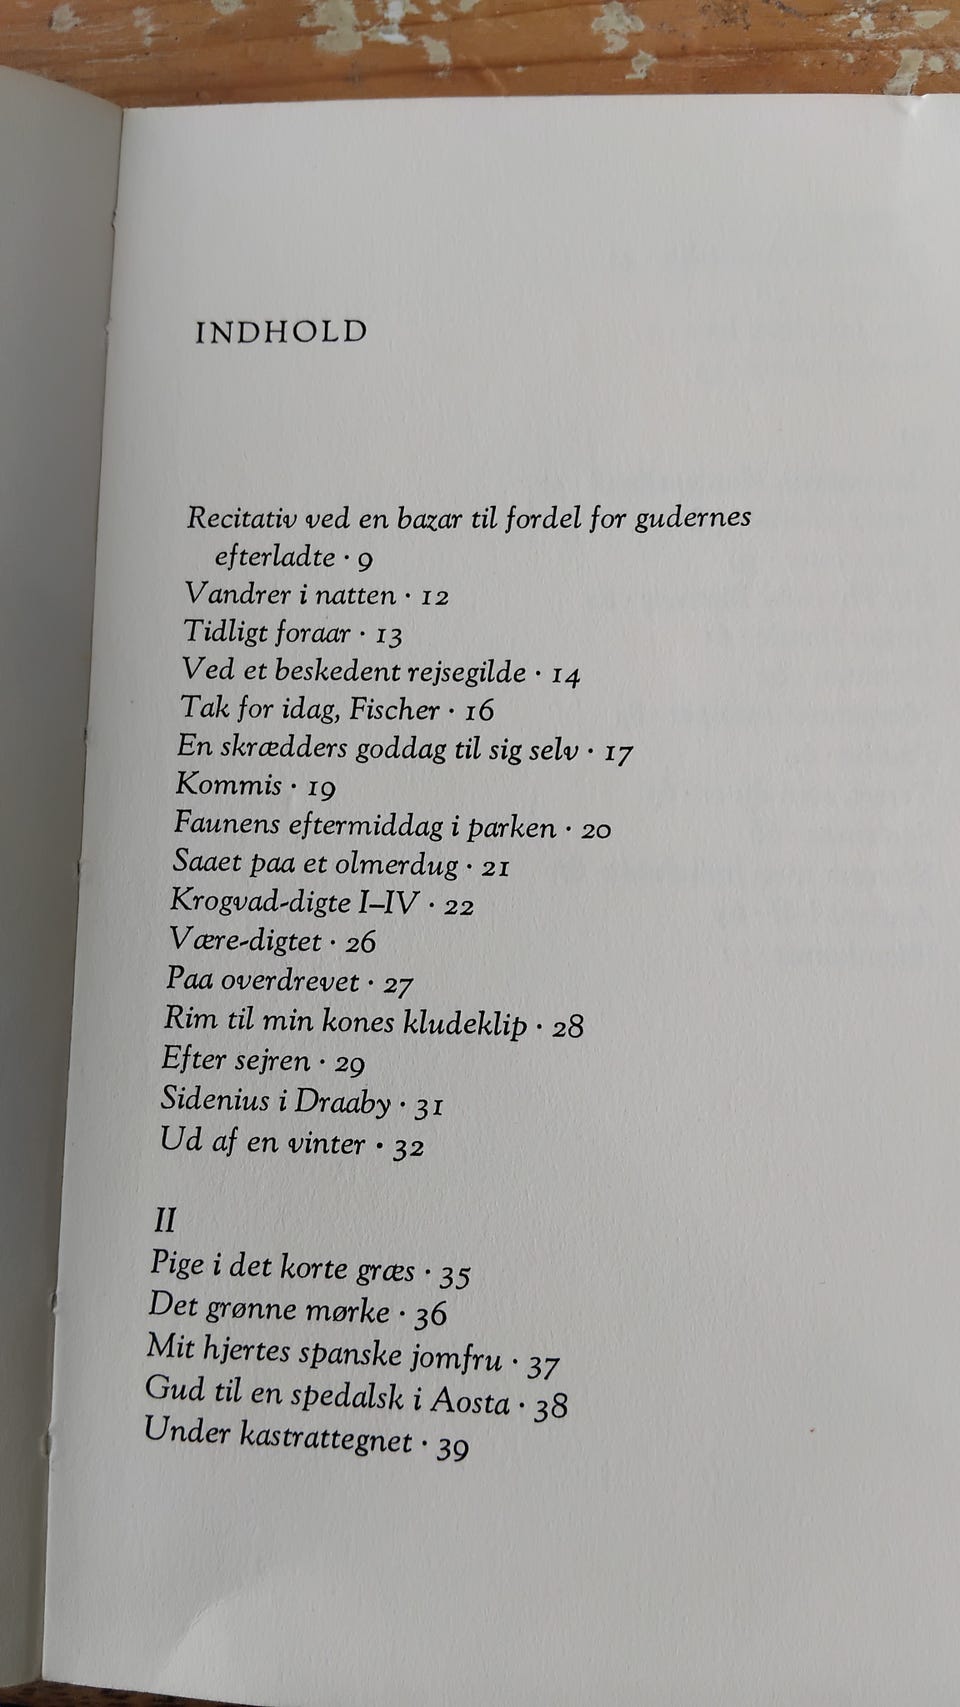 INDHOLD
Recitativ ved en bazar til fordel for gudernes
efterladte · 9
Vandrer i natten · 12
Tidligt foraar · 13
Ved et beskedent rejsegilde · 14
Tak for idag, Fischer · 16
En skrædders goddag til sig selv · 17
Kommis · 19
Faunens eftermiddag i parken · 20
Saaet paa et olmerdug · 21
Krogvad-digte I–IV · 22
Være-digtet · 26
Paa overdrevet · 27
Rim til min kones kludeklip · 28
Efter sejren · 29
Sidenius i Draaby · 31
Ud af en vinter · 32
II
Pige i det korte græs · 35
Det grønne mørke · 36
Mit hjertes spanske jomfru · 37
Gud til en spedalsk i Aosta · 38
Under kastrattegnet · 39